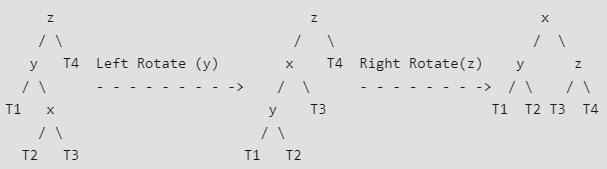 z z x
/ \ / \ / \
y T4 Left Rotate (y) x T4 Right Rotate(z) y z
/ \ - - - - - - - - -> / \ - - - - - - - -> / \ / \
T1 x y T3 T1 T2 T3 T4
/ \ / \
T2 T3 T1 T2